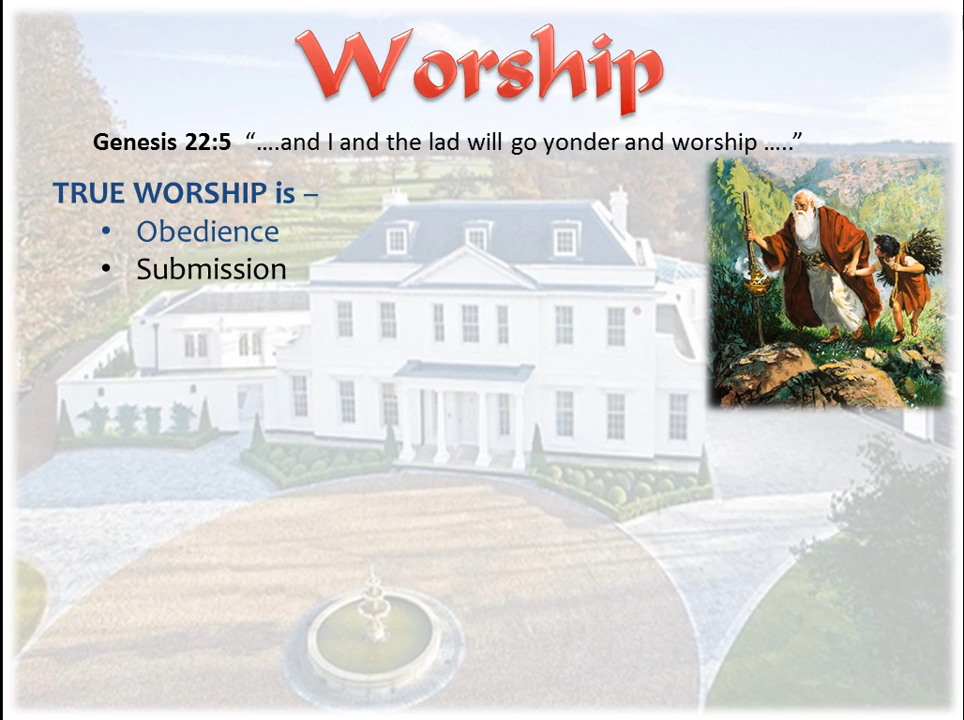 Worship
Genesis 22:5 “….and I and the lad will go yonder and worship …..”
TRUE WORSHIP is –
• Obedience
• Submission